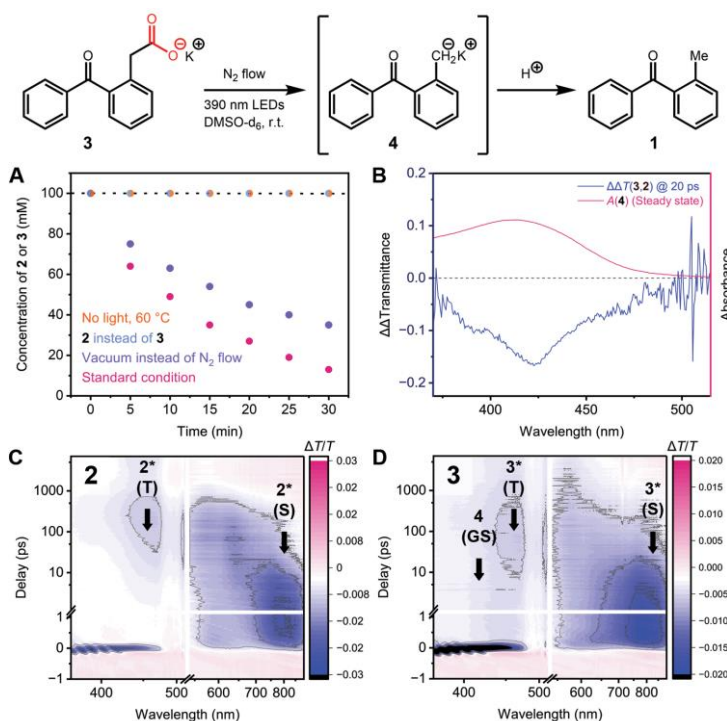 O
O⊖
K⊕
O
3
N₂ flow
390 nm LEDs
DMSO-d₆, r.t.
O
⊖
CH₂K⊕
4
H⊕
O
Me
1
A
Concentration of 2 or 3 (mM)
100
80
60
40
20
0
No light, 60 °C
2 instead of 3
Vacuum instead of N₂ flow
Standard condition
0 5 10 15 20 25 30
Time (min)
B
ΔΔTransmittance
0.2
0.1
0.0
−0.1
−0.2
ΔΔT(3,2) @ 20 ps
A(4) (Steady state)
Absorbance
400 450 500
Wavelength (nm)
C
2
2*
(T)
2*
(S)
Delay (ps)
1000
100
10
1
0
−1
400 500 600 700 800
Wavelength (nm)
ΔT/T
0.03
0.02
0.008
0.000
−0.008
−0.02
−0.03
D
3
3*
(T)
4
(GS)
3*
(S)
Delay (ps)
1000
100
10
1
0
−1
400 500 600 700 800
Wavelength (nm)
ΔT/T
0.020
0.015
0.010
0.005
0.000
−0.005
−0.010
−0.015
−0.020